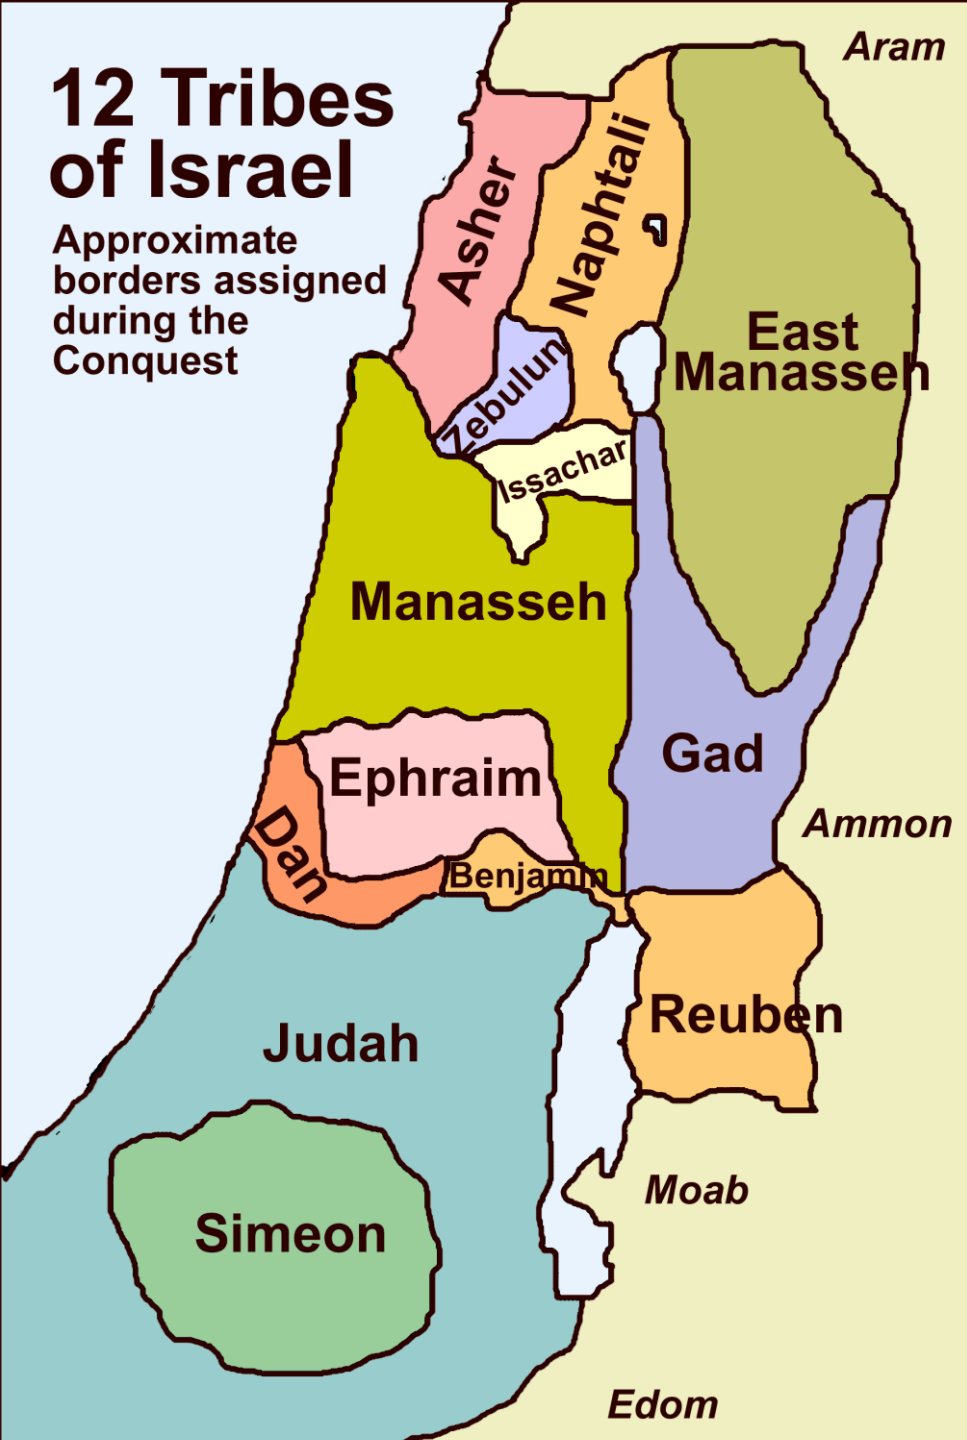 12 Tribes
of Israel
Approximate
borders assigned
during the
Conquest
Aram
Asher
Naphtali
East
Manasseh
Zebulun
Issachar
Manasseh
Gad
Ephraim
Dan
Benjamin
Ammon
Reuben
Judah
Moab
Simeon
Edom